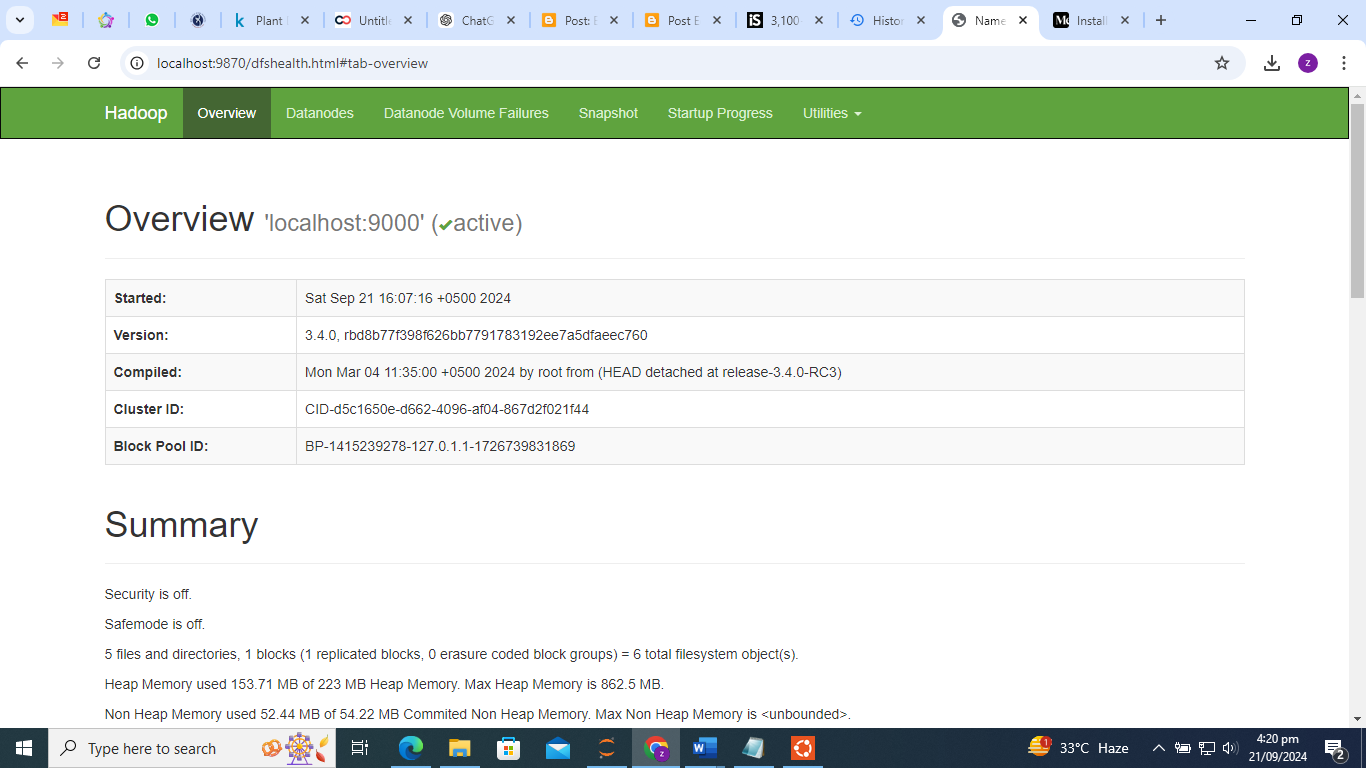 Plant
Untitle
ChatG
Post: E
Post E
3,100
Histor
Name
Install
localhost:9870/dfshealth.html#tab-overview
z
Hadoop Overview Datanodes Datanode Volume Failures Snapshot Startup Progress Utilities
Overview 'localhost:9000' (✔active)
Started: Sat Sep 21 16:07:16 +0500 2024
Version: 3.4.0, rbd8b77f398f626bb7791783192ee7a5dfaeec760
Compiled: Mon Mar 04 11:35:00 +0500 2024 by root from (HEAD detached at release-3.4.0-RC3)
Cluster ID: CID-d5c1650e-d662-4096-af04-867d2f021f44
Block Pool ID: BP-1415239278-127.0.1.1-1726739831869
Summary
Security is off.
Safemode is off.
5 files and directories, 1 blocks (1 replicated blocks, 0 erasure coded block groups) = 6 total filesystem object(s).
Heap Memory used 153.71 MB of 223 MB Heap Memory. Max Heap Memory is 862.5 MB.
Non Heap Memory used 52.44 MB of 54.22 MB Commited Non Heap Memory. Max Non Heap Memory is <unbounded>.
Type here to search
33°C Haze
4:20 pm
21/09/2024
2